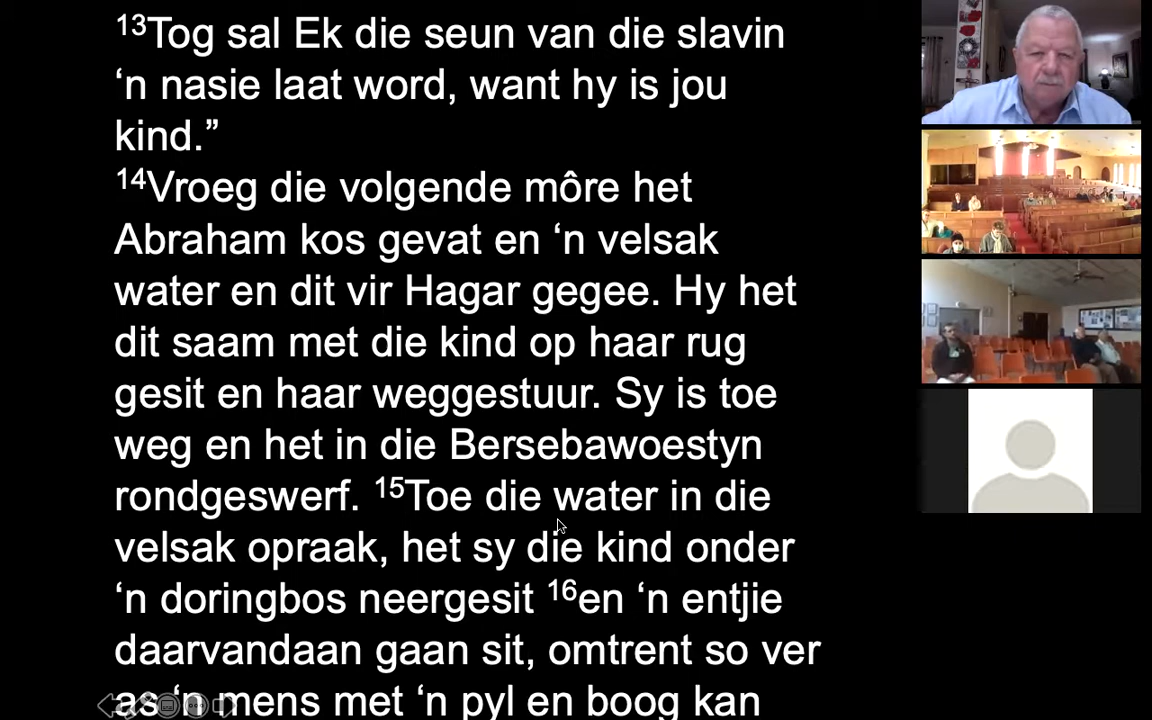 13Tog sal Ek die seun van die slavin
‘n nasie laat word, want hy is jou
kind.”
14Vroeg die volgende môre het
Abraham kos gevat en ‘n velsak
water en dit vir Hagar gegee. Hy het
dit saam met die kind op haar rug
gesit en haar weggestuur. Sy is toe
weg en het in die Bersebawoestyn
rondgeswerf. 15Toe die water in die
velsak opraak, het sy die kind onder
‘n doringbos neergesit 16en ‘n entjie
daarvandaan gaan sit, omtrent so ver
as ‘n mens met ‘n pyl en boog kan